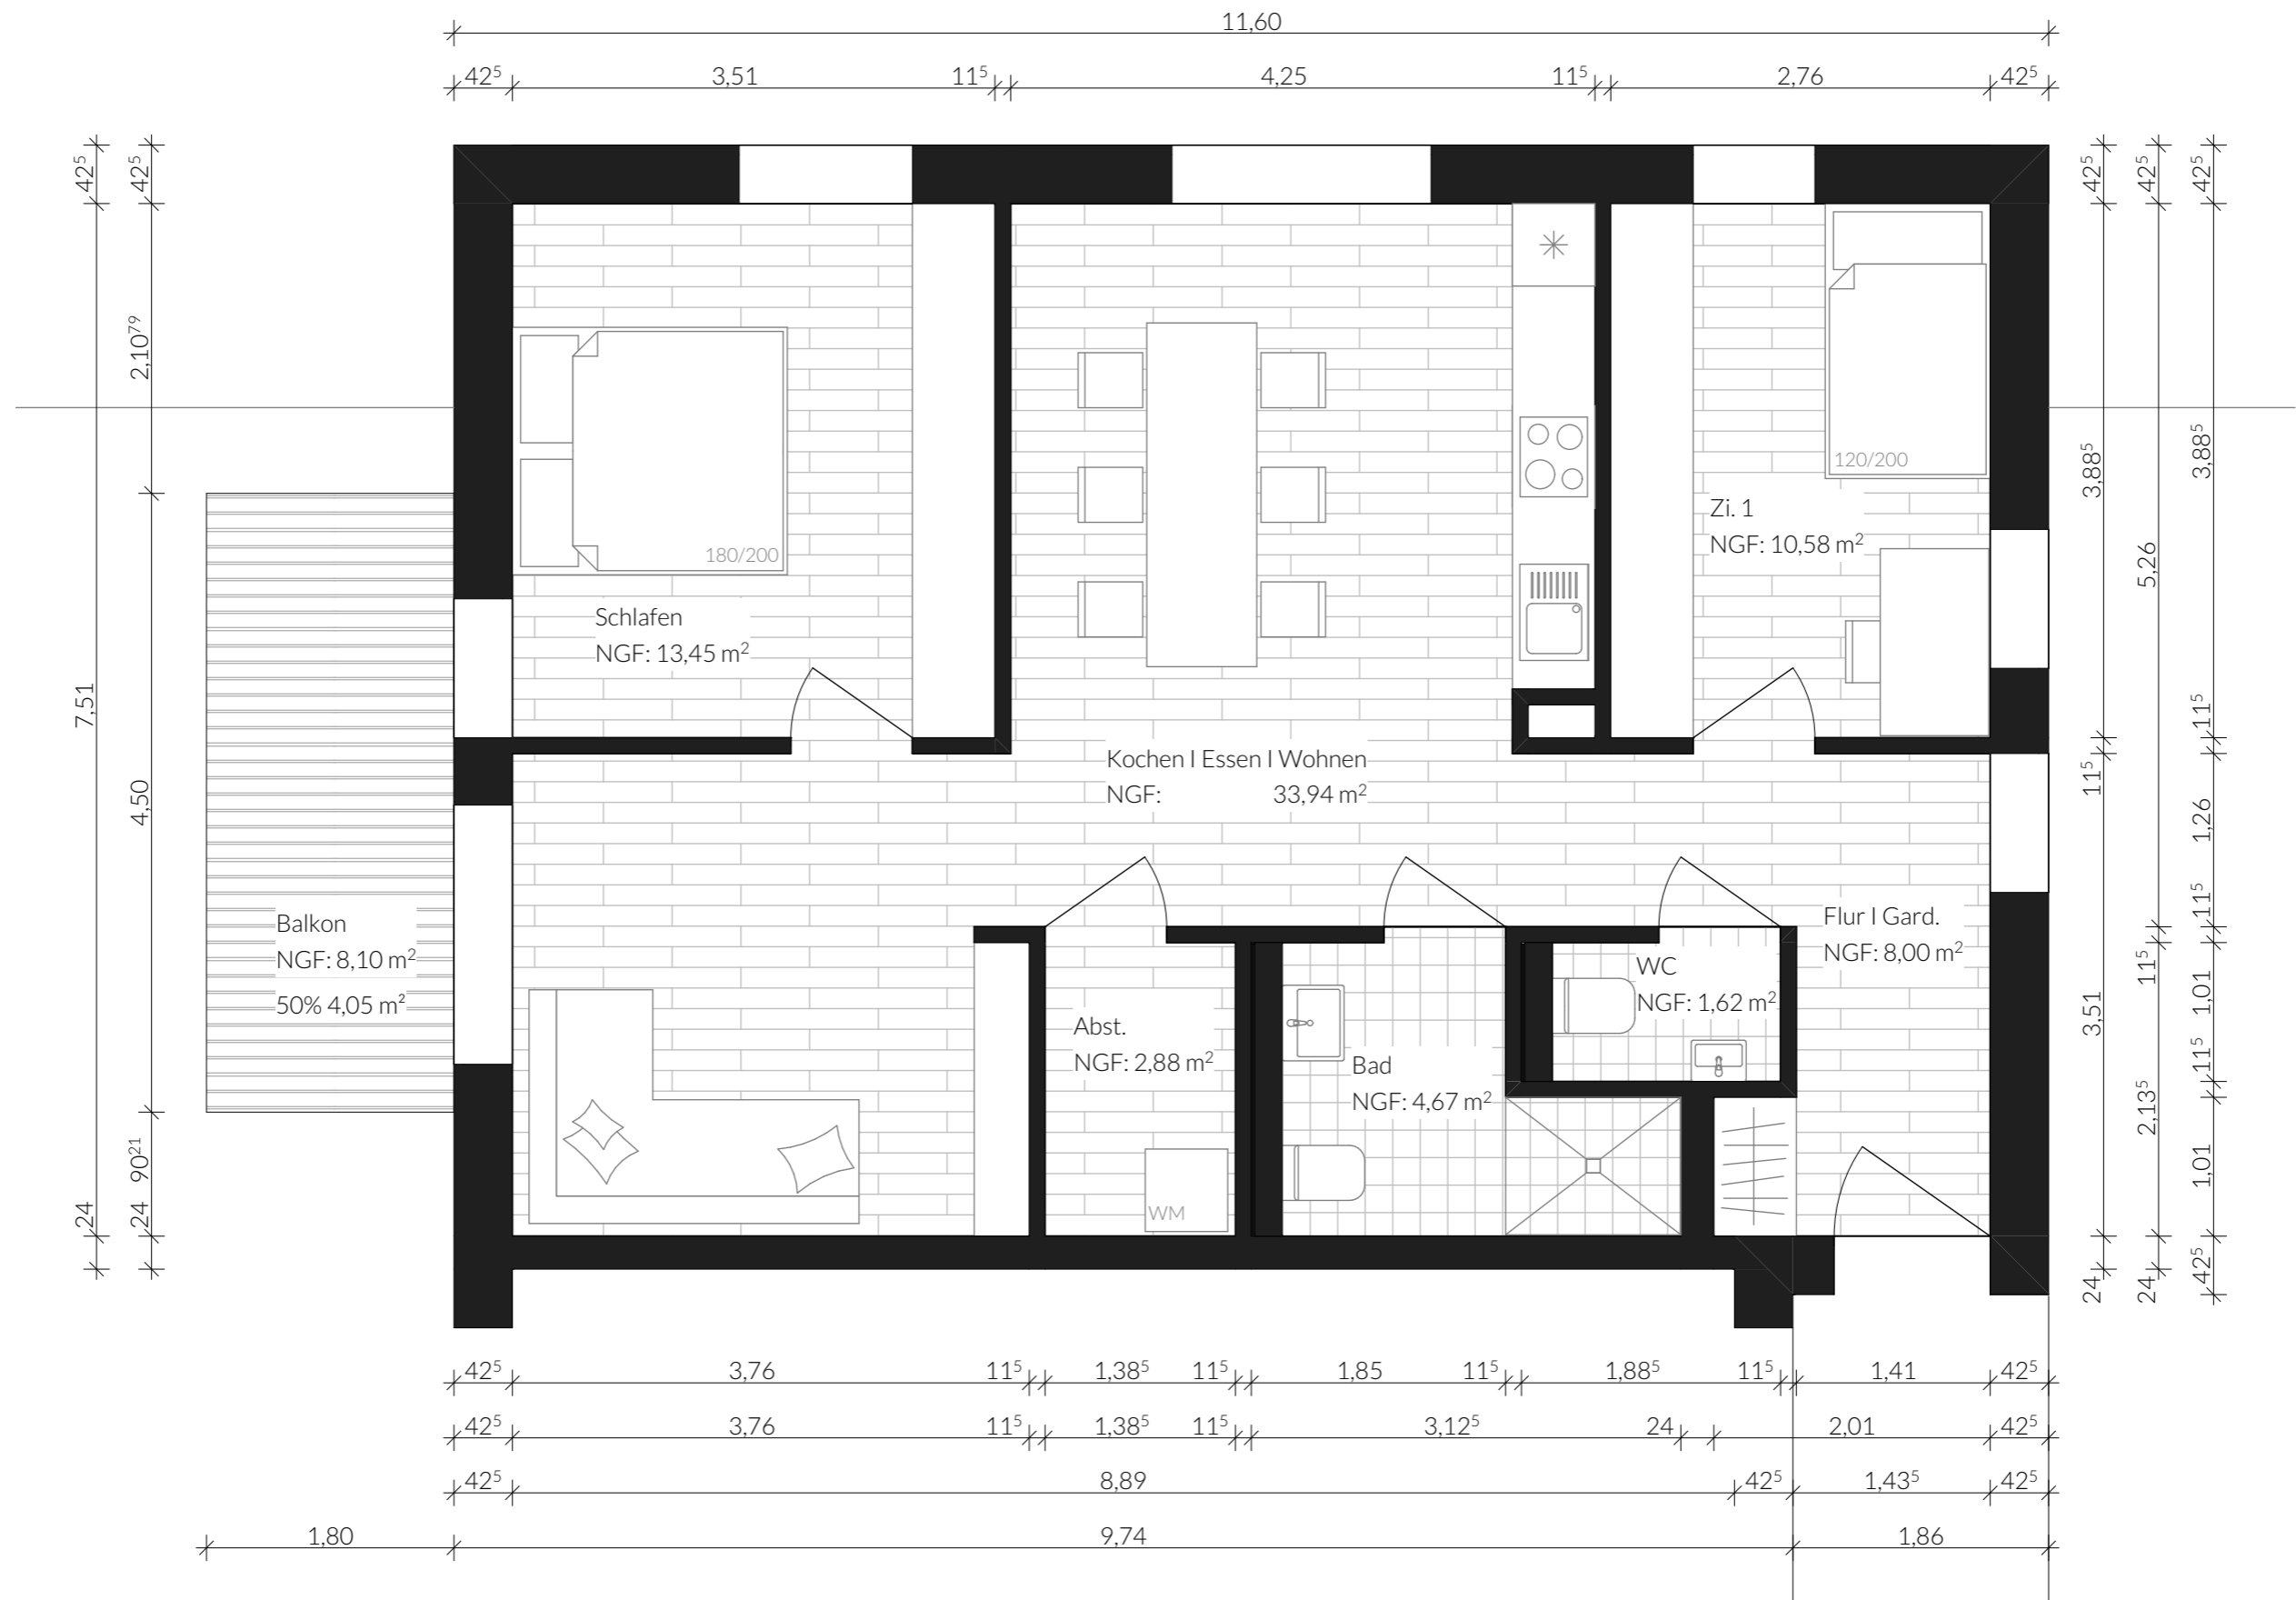 11,60
42⁵ 3,51 11⁵ 4,25 11⁵ 2,76 42⁵
42⁵ 7,51 24
42⁵ 2,10⁷⁹ 4,50 90²¹ 24
180/200
Schlafen
NGF: 13,45 m²
Kochen I Essen I Wohnen
NGF: 33,94 m²
120/200
Zi. 1
NGF: 10,58 m²
Balkon
NGF: 8,10 m²
50% 4,05 m²
Abst.
NGF: 2,88 m²
WM
Bad
NGF: 4,67 m²
WC
NGF: 1,62 m²
Flur I Gard.
NGF: 8,00 m²
42⁵ 3,88⁵ 11⁵ 3,51 24
42⁵ 5,26 11⁵ 2,13⁵ 24
42⁵ 3,88⁵ 11⁵ 1,26 11⁵ 1,01 11⁵ 1,01 42⁵
42⁵ 3,76 11⁵ 1,38⁵ 11⁵ 1,85 11⁵ 1,88⁵ 11⁵ 1,41 42⁵
42⁵ 3,76 11⁵ 1,38⁵ 11⁵ 3,12⁵ 24 2,01 42⁵
42⁵ 8,89 42⁵ 1,43⁵ 42⁵
1,80 9,74 1,86